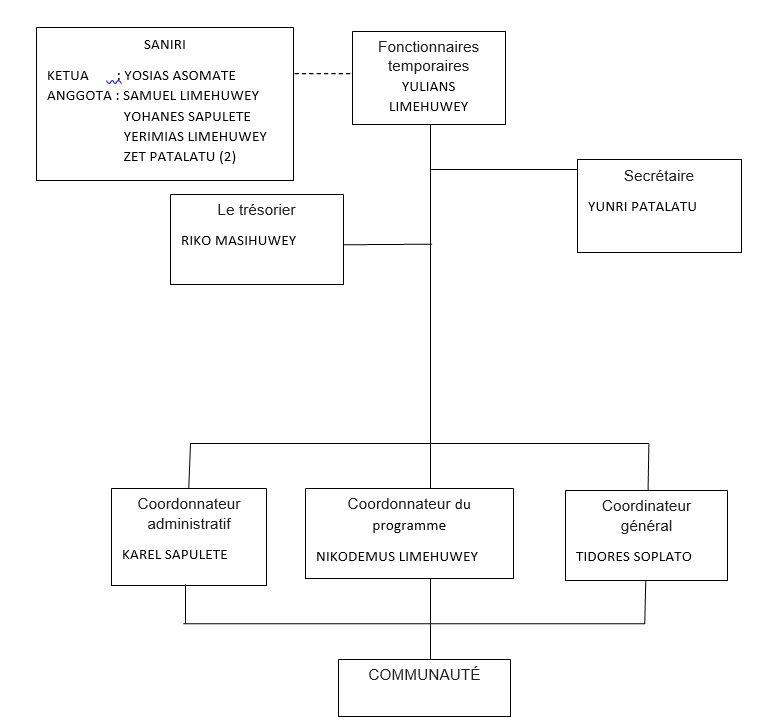 SANIRI
KETUA : YOSIAS ASOMATE
ANGGOTA : SAMUEL LIMEHUWEY
YOHANES SAPULETE
YERIMIAS LIMEHUWEY
ZET PATALATU (2)
Fonctionnaires
temporaires
YULIANS
LIMEHUWEY
Secrétaire
YUNRI PATALATU
Le trésorier
RIKO MASIHUWEY
Coordonnateur
administratif
KAREL SAPULETE
Coordonnateur du
programme
NIKODEMUS LIMEHUWEY
Coordinateur
général
TIDORES SOPLATO
COMMUNAUTÉ